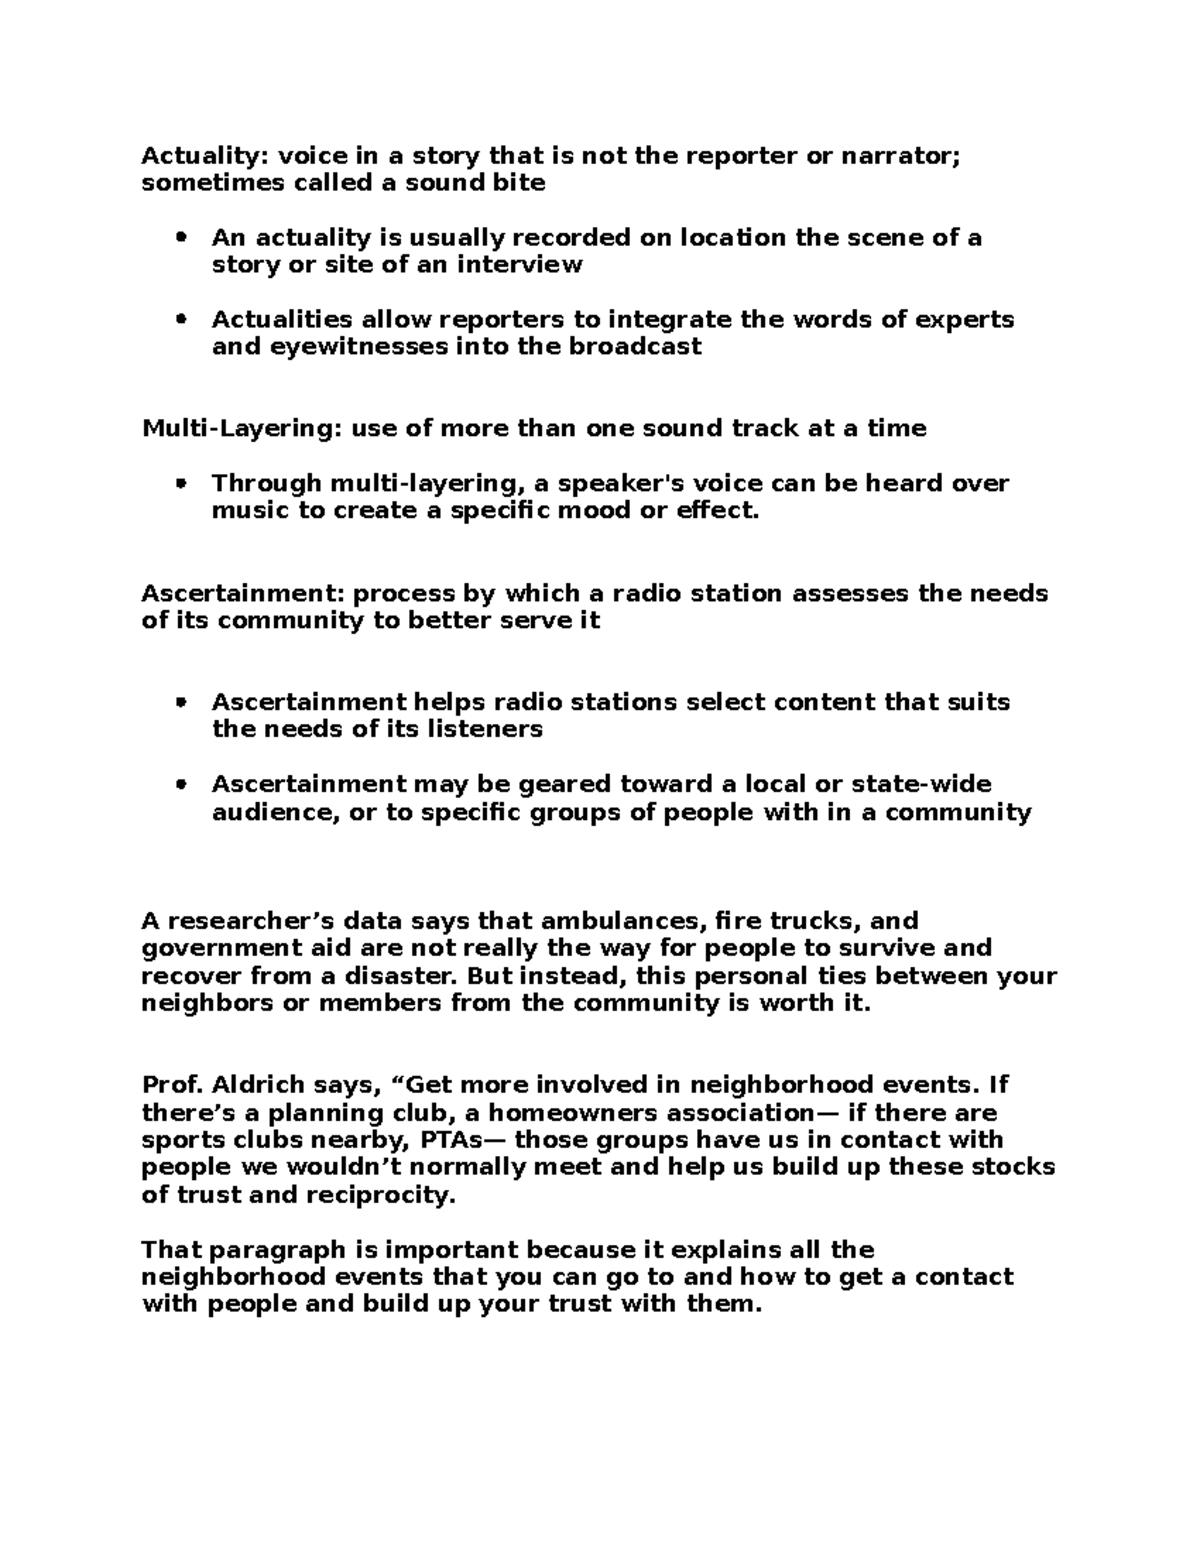 Actuality: voice in a story that is not the reporter or narrator;
sometimes called a sound bite
• An actuality is usually recorded on location the scene of a
story or site of an interview
• Actualities allow reporters to integrate the words of experts
and eyewitnesses into the broadcast
Multi-Layering: use of more than one sound track at a time
• Through multi-layering, a speaker's voice can be heard over
music to create a specific mood or effect.
Ascertainment: process by which a radio station assesses the needs
of its community to better serve it
• Ascertainment helps radio stations select content that suits
the needs of its listeners
• Ascertainment may be geared toward a local or state-wide
audience, or to specific groups of people with in a community
A researcher’s data says that ambulances, fire trucks, and
government aid are not really the way for people to survive and
recover from a disaster. But instead, this personal ties between your
neighbors or members from the community is worth it.
Prof. Aldrich says, “Get more involved in neighborhood events. If
there’s a planning club, a homeowners association— if there are
sports clubs nearby, PTAs— those groups have us in contact with
people we wouldn’t normally meet and help us build up these stocks
of trust and reciprocity.
That paragraph is important because it explains all the
neighborhood events that you can go to and how to get a contact
with people and build up your trust with them.